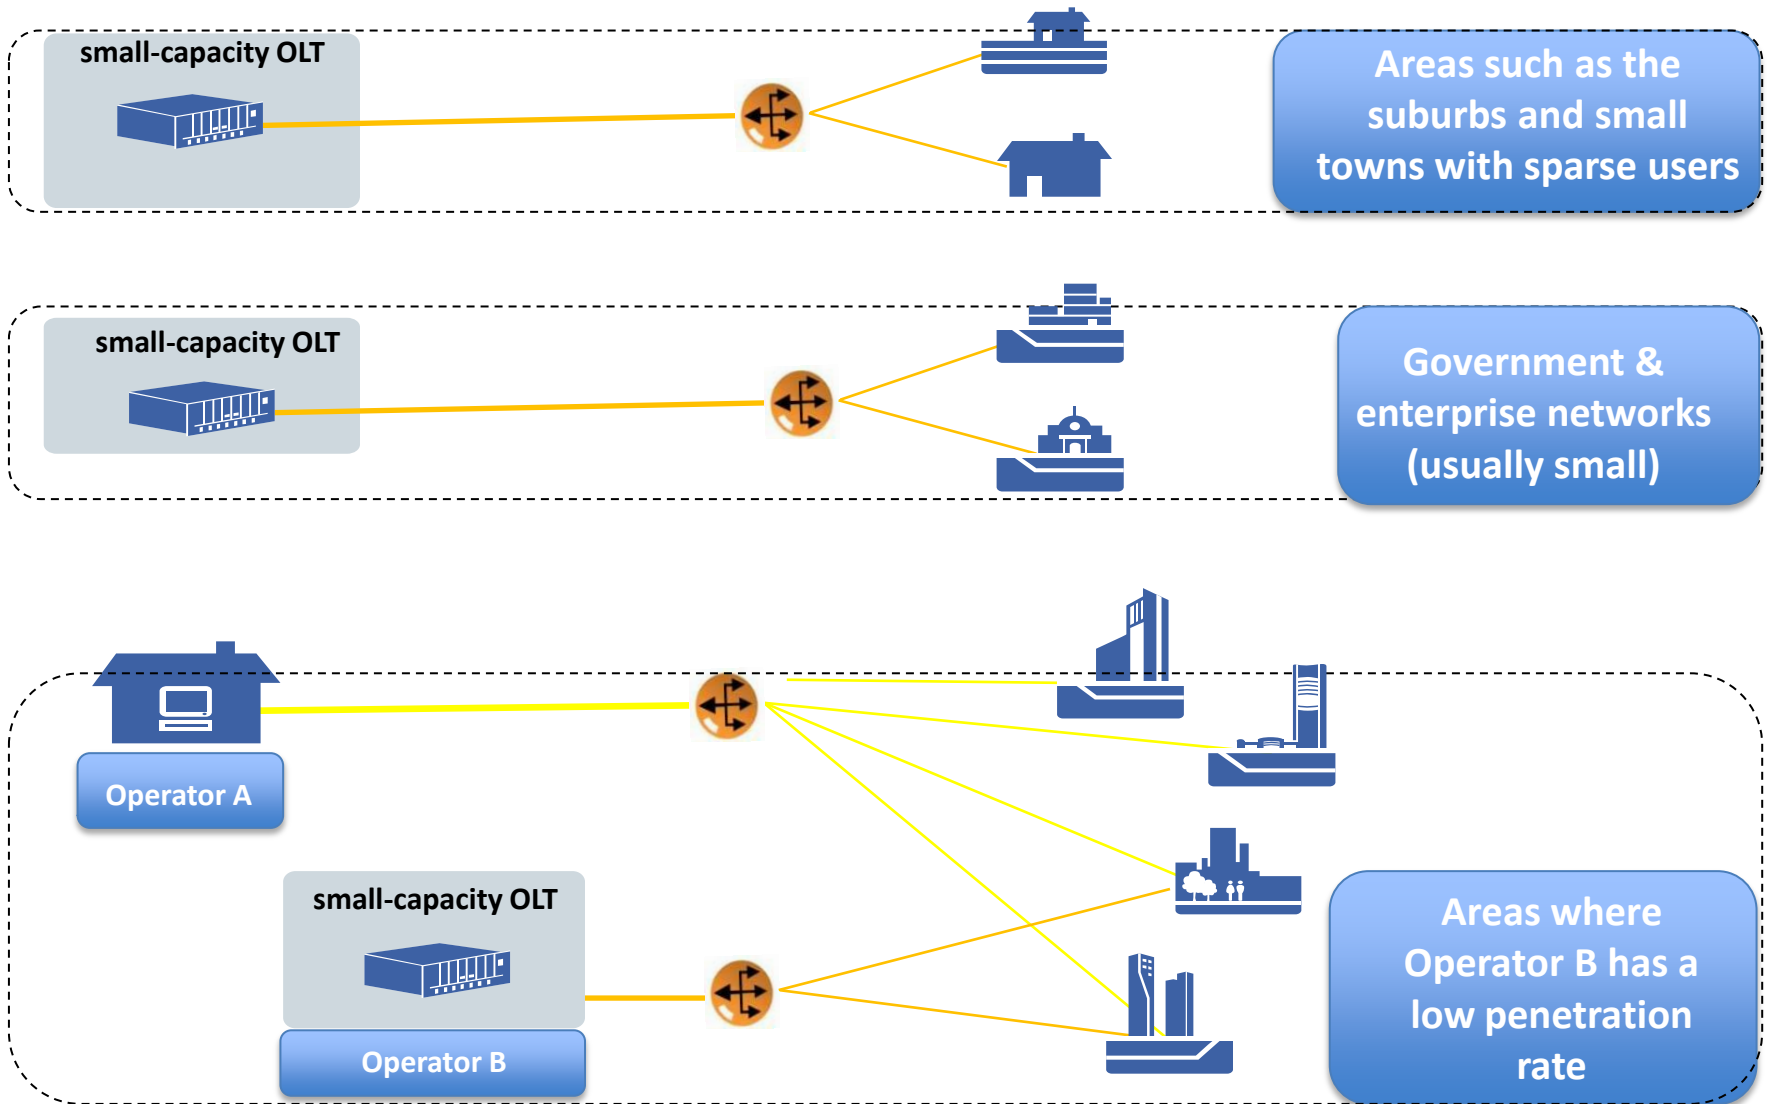 small-capacity OLT
Areas such as the
suburbs and small
towns with sparse users
small-capacity OLT
Government &
enterprise networks
(usually small)
Operator A
small-capacity OLT
Operator B
Areas where
Operator B has a
low penetration
rate